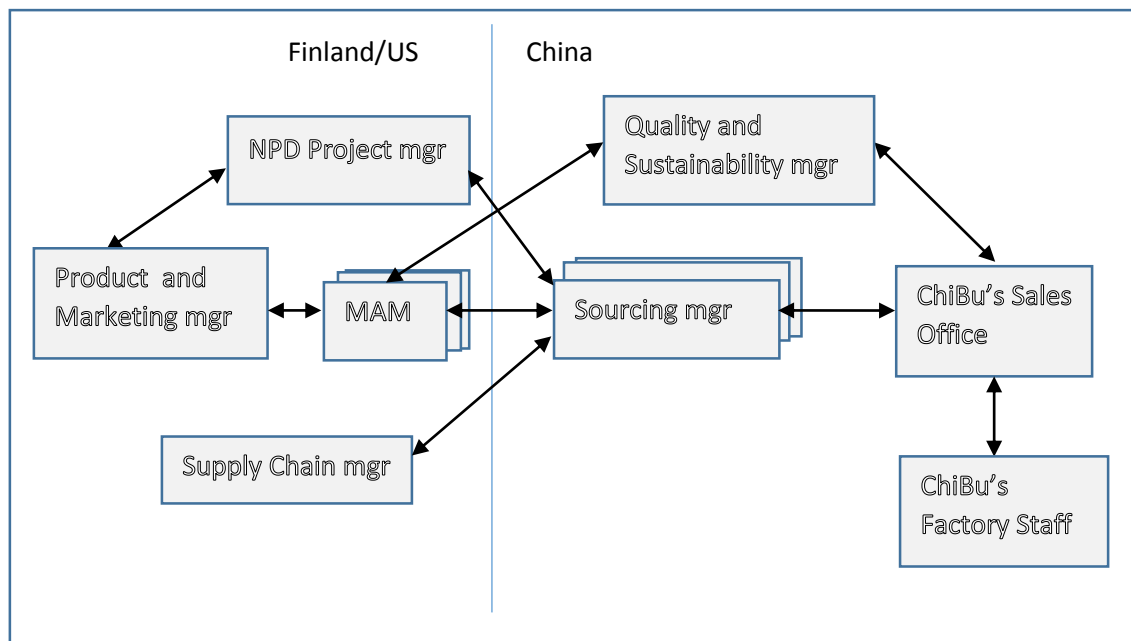 Finland/US
China
NPD Project mgr
Quality and
Sustainability mgr
Product and
Marketing mgr
MAM
Sourcing mgr
ChiBu’s Sales
Office
Supply Chain mgr
ChiBu’s
Factory Staff